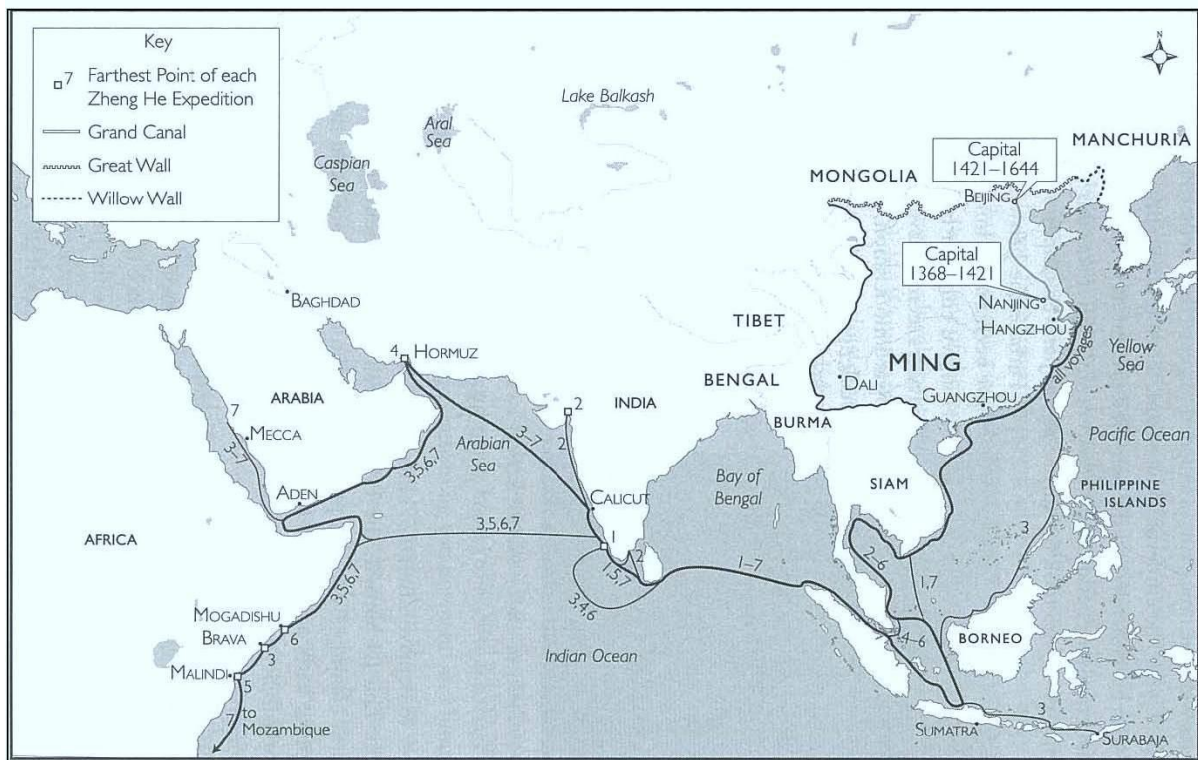 N
Key
7
Farthest Point of each
Zheng He Expedition
Grand Canal
Great Wall
Willow Wall
Lake Balkash
Aral
Sea
Caspian
Sea
MANCHURIA
Capital
1421–1644
MONGOLIA
BEIJING
Capital
1368–1421
NANJING
HANGZHOU
BAGHDAD
TIBET
Yellow
Sea
all voyages
4
HORMUZ
MING
DALI
BENGAL
GUANGZHOU
ARABIA
2
INDIA
BURMA
7
MECCA
3–7
Arabian
Sea
3–7
2
Pacific Ocean
3,5,6,7
Bay of
Bengal
SIAM
PHILIPPINE
ISLANDS
ADEN
CALICUT
AFRICA
3,5,6,7
1
2
3
1–7
2–6
1,7
1,5,7
3,4,6
3,5,6,7
MOGADISHU
BRAVA
6
3
4–6
BORNEO
Indian Ocean
MALINDI
5
7
to
Mozambique
3
SUMATRA
SURABAJA